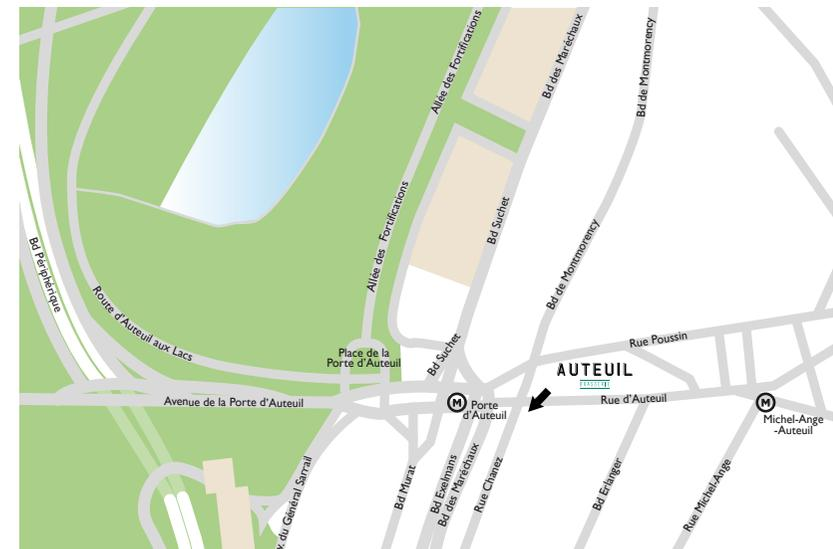 Allée des Fortifications
Bd des Maréchaux
Bd de Montmorency
Allée des Fortifications
Bd Suchet
Bd de Montmorency
Bd Périphérique
Route d'Auteuil aux Lacs
Place de la
Porte d'Auteuil
Bd Suchet
Rue Poussin
AUTEUIL
BRASSERIE
Avenue de la Porte d'Auteuil
M
Porte
d'Auteuil
Rue d'Auteuil
M
Michel-Ange
-Auteuil
v. du Général Sarrail
Bd Murat
Bd Exelmans
Bd des Maréchaux
Rue Chanez
Bd Erlanger
Rue Michel-Ange